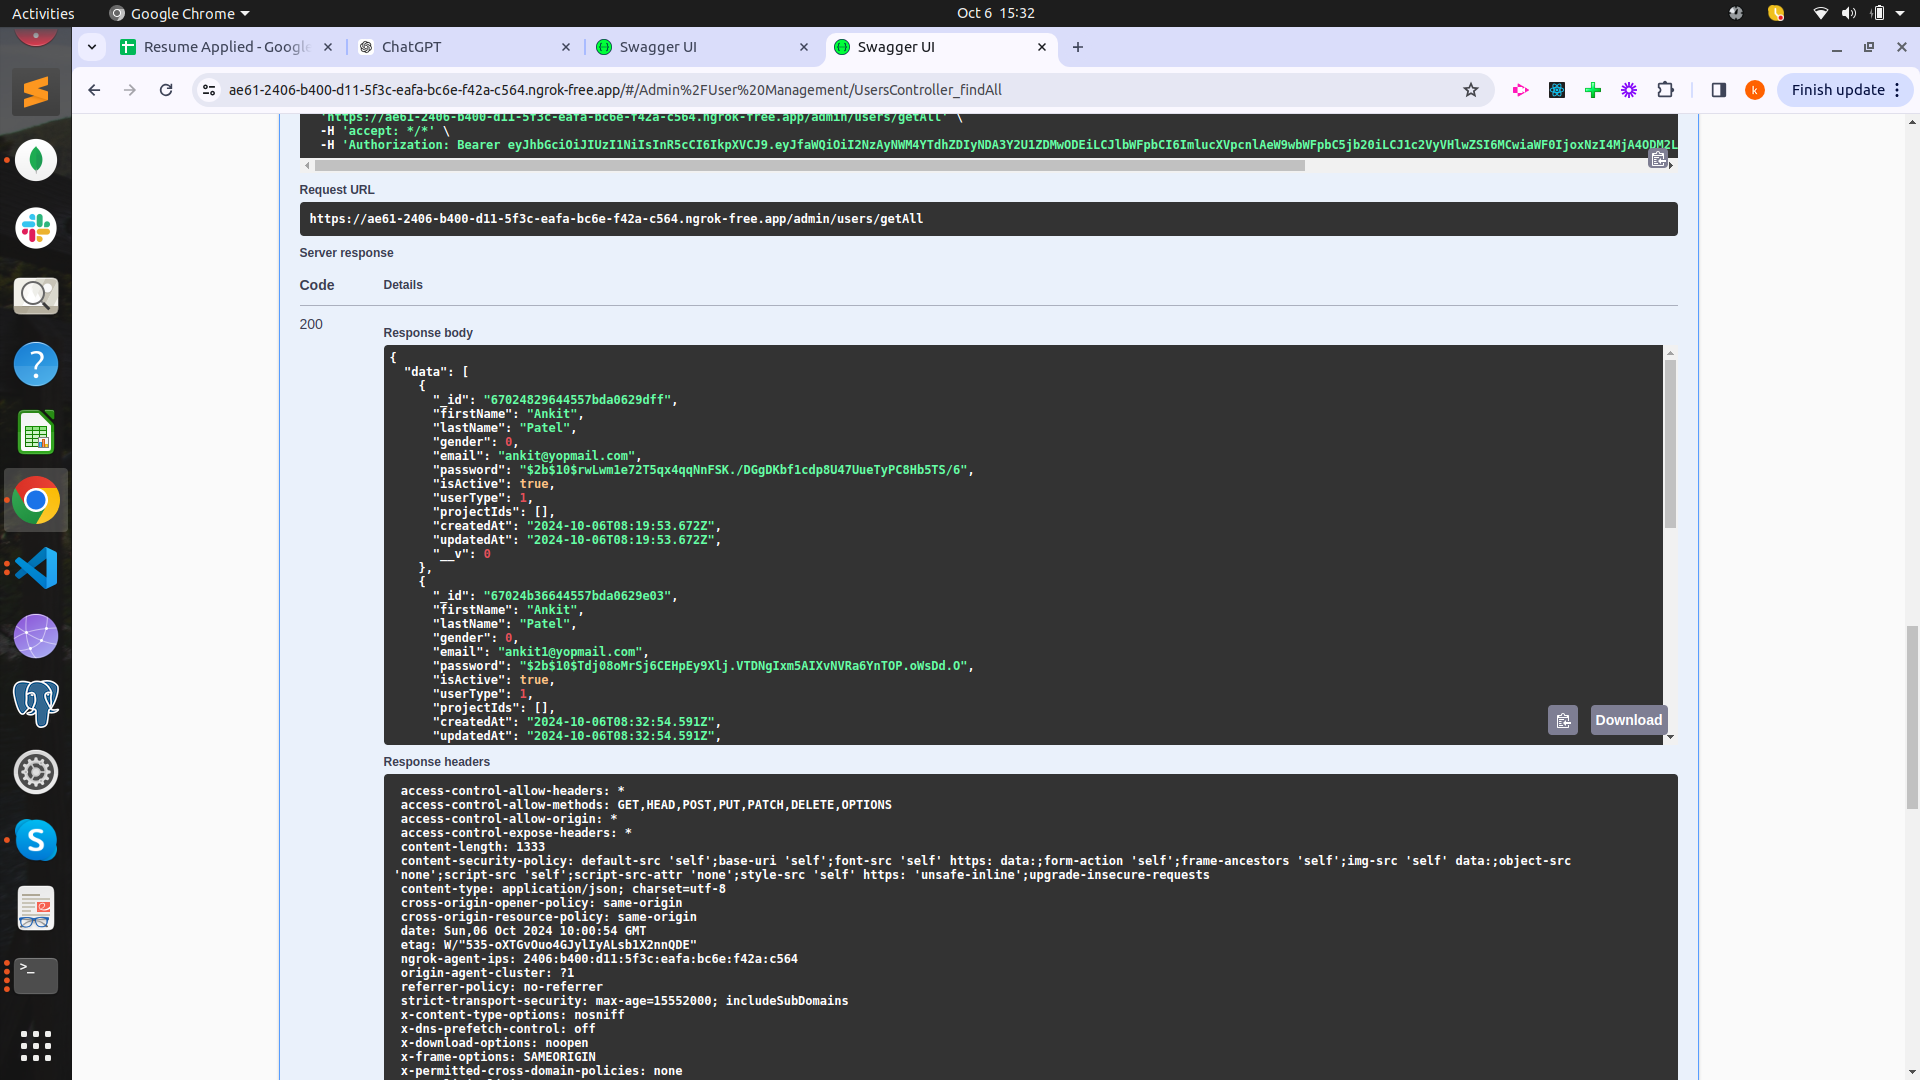 Activities
Google Chrome
Oct 6 15:32
Resume Applied - Google
ChatGPT
Swagger UI
Swagger UI
ae61-2406-b400-d11-5f3c-eafa-bc6e-f42a-c564.ngrok-free.app/#/Admin%2FUser%20Management/UsersController_findAll
k
Finish update
'https://ae61-2406-b400-d11-5f3c-eafa-bc6e-f42a-c564.ngrok-free.app/admin/users/getAll' \
-H 'accept: */*' \
-H 'Authorization: Bearer
Request URL
https://ae61-2406-b400-d11-5f3c-eafa-bc6e-f42a-c564.ngrok-free.app/admin/users/getAll
Server response
Code
Details
200
Response body
{
"data": [
{
"_id": "67024829644557bda0629dff",
"firstName": "Ankit",
"lastName": "Patel",
"gender": 0,
"email": "ankit@yopmail.com",
"password": "$2b$10$rwLwm1e72T5qx4qqNnFSK./DGgDKbf1cdp8U47UueTyPC8Hb5TS/6",
"isActive": true,
"userType": 1,
"projectIds": [],
"createdAt": "2024-10-06T08:19:53.672Z",
"updatedAt": "2024-10-06T08:19:53.672Z",
"__v": 0
},
{
"_id": "67024b36644557bda0629e03",
"firstName": "Ankit",
"lastName": "Patel",
"gender": 0,
"email": "ankit1@yopmail.com",
"password": "$2b$10$Tdj08oMrSj6CEHpEy9Xlj.VTDNgIxm5AIXvNVRa6YnTOP.oWsDd.O",
"isActive": true,
"userType": 1,
"projectIds": [],
"createdAt": "2024-10-06T08:32:54.591Z",
"updatedAt": "2024-10-06T08:32:54.591Z",
Download
Response headers
access-control-allow-headers: *
access-control-allow-methods: GET,HEAD,POST,PUT,PATCH,DELETE,OPTIONS
access-control-allow-origin: *
access-control-expose-headers: *
content-length: 1333
content-security-policy: default-src 'self';base-uri 'self';font-src 'self' https: data:;form-action 'self';frame-ancestors 'self';img-src 'self' data:;object-src
'none';script-src 'self';script-src-attr 'none';style-src 'self' https: 'unsafe-inline';upgrade-insecure-requests
content-type: application/json; charset=utf-8
cross-origin-opener-policy: same-origin
cross-origin-resource-policy: same-origin
date: Sun,06 Oct 2024 10:00:54 GMT
etag: W/"535-oXTGvOuo4GJylIyALsb1X2nnQDE"
ngrok-agent-ips: 2406:b400:d11:5f3c:eafa:bc6e:f42a:c564
origin-agent-cluster: ?1
referrer-policy: no-referrer
strict-transport-security: max-age=15552000; includeSubDomains
x-content-type-options: nosniff
x-dns-prefetch-control: off
x-download-options: noopen
x-frame-options: SAMEORIGIN
x-permitted-cross-domain-policies: none